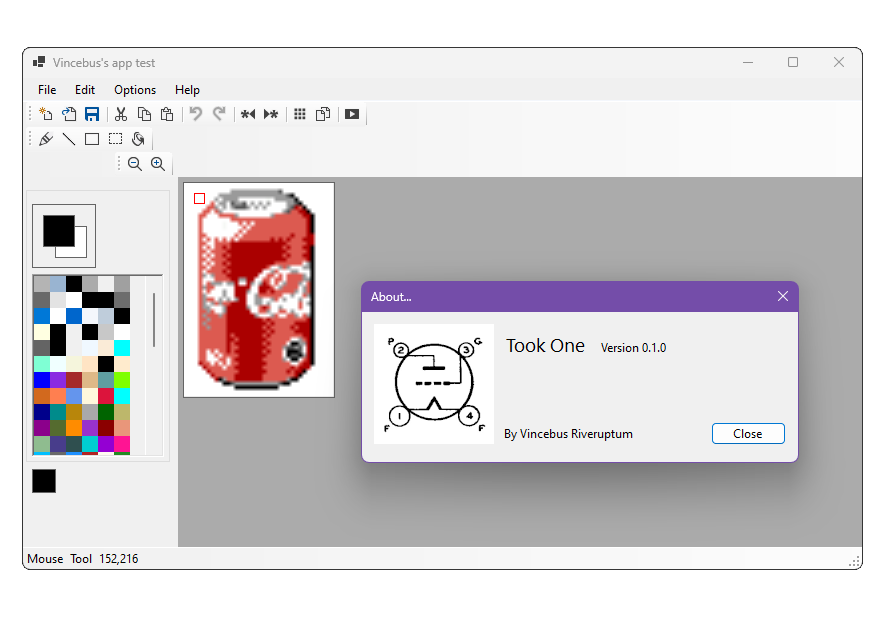 Vincebus's app test
File Edit Options Help
About...
Took One Version 0.1.0
P 2 3 G
1 4
F F
By Vincebus Riveruptum
Close
Mouse Tool 152,216